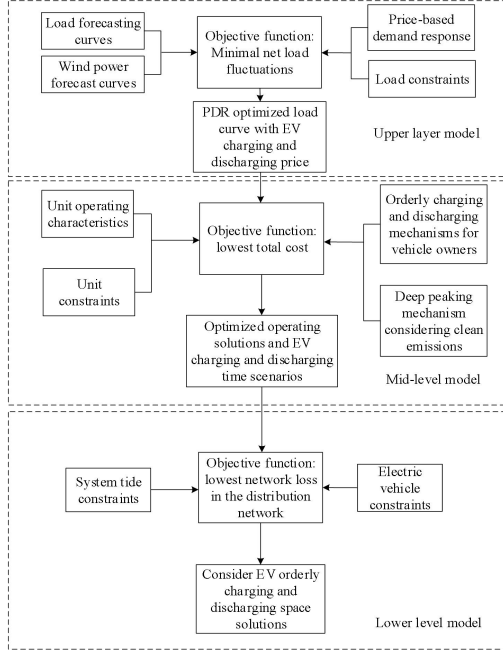 Load forecasting
curves
Wind power
forecast curves
Objective function:
Minimal net load
fluctuations
Price-based
demand response
Load constraints
PDR optimized load
curve with EV
charging and
discharging price
Upper layer model
Unit operating
characteristics
Unit
constraints
Objective function:
lowest total cost
Orderly charging
and discharging
mechanisms for
vehicle owners
Deep peaking
mechanism
considering clean
emissions
Optimized operating
solutions and EV
charging and discharging
time scenarios
Mid-level model
System tide
constraints
Objective function:
lowest network loss
in the distribution
network
Electric
vehicle
constraints
Consider EV orderly
charging and
discharging space
solutions
Lower level model